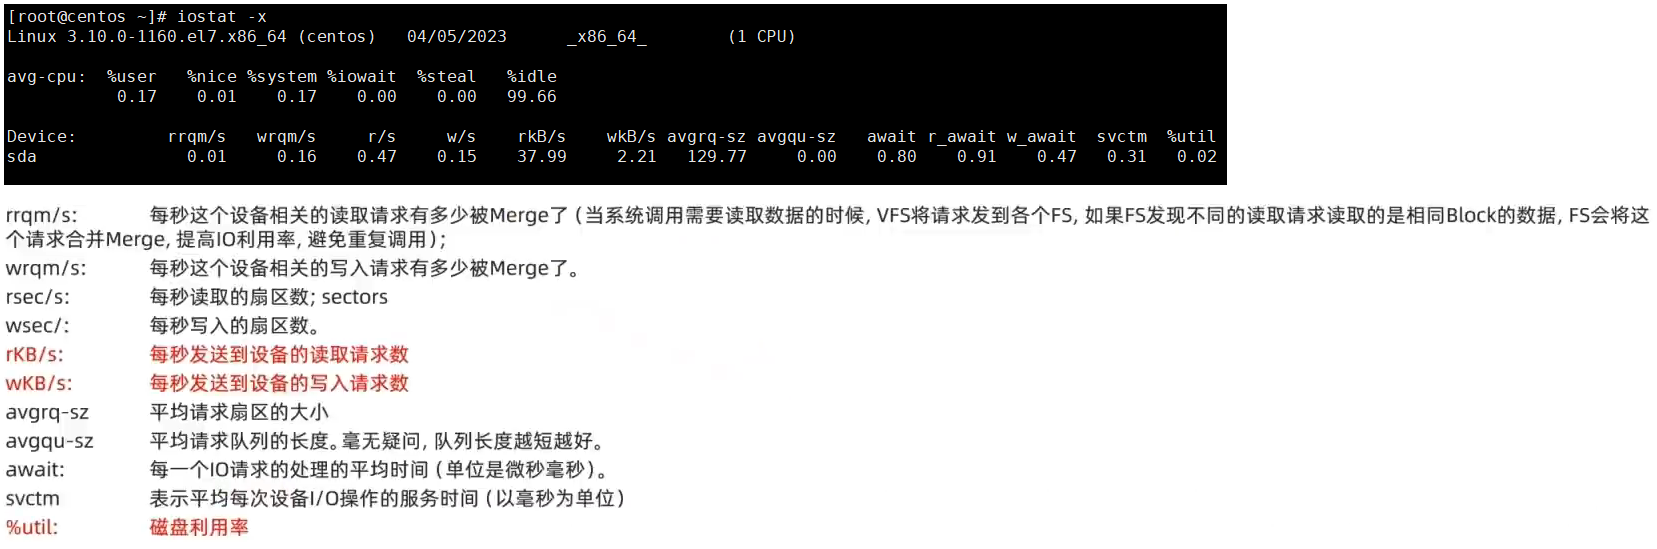 [root@centos ~]# iostat -x
Linux 3.10.0-1160.el7.x86_64 (centos)   04/05/2023      _x86_64_        (1 CPU)
avg-cpu:  %user   %nice %system %iowait  %steal   %idle
           0.17    0.01    0.17    0.00    0.00   99.66
Device:         rrqm/s   wrqm/s     r/s     w/s    rkB/s    wkB/s avgrq-sz avgqu-sz   await r_await w_await  svctm  %util
sda               0.01     0.16    0.47    0.15    37.99     2.21   129.77     0.00    0.80    0.91    0.47   0.31   0.02
rrqm/s: 每秒这个设备相关的读取请求有多少被Merge了（当系统调用需要读取数据的时候, VFS将请求发到各个FS, 如果FS发现不同的读取请求读取的是相同Block的数据, FS会将这
个请求合并Merge, 提高IO利用率, 避免重复调用）;
wrqm/s: 每秒这个设备相关的写入请求有多少被Merge了。
rsec/s: 每秒读取的扇区数; sectors
wsec/: 每秒写入的扇区数。
rKB/s: 每秒发送到设备的读取请求数
wKB/s: 每秒发送到设备的写入请求数
avgrq-sz 平均请求扇区的大小
avgqu-sz 平均请求队列的长度。毫无疑问, 队列长度越短越好。
await: 每一个IO请求的处理的平均时间（单位是微秒毫秒）。
svctm 表示平均每次设备I/O操作的服务时间（以毫秒为单位）
%util: 磁盘利用率